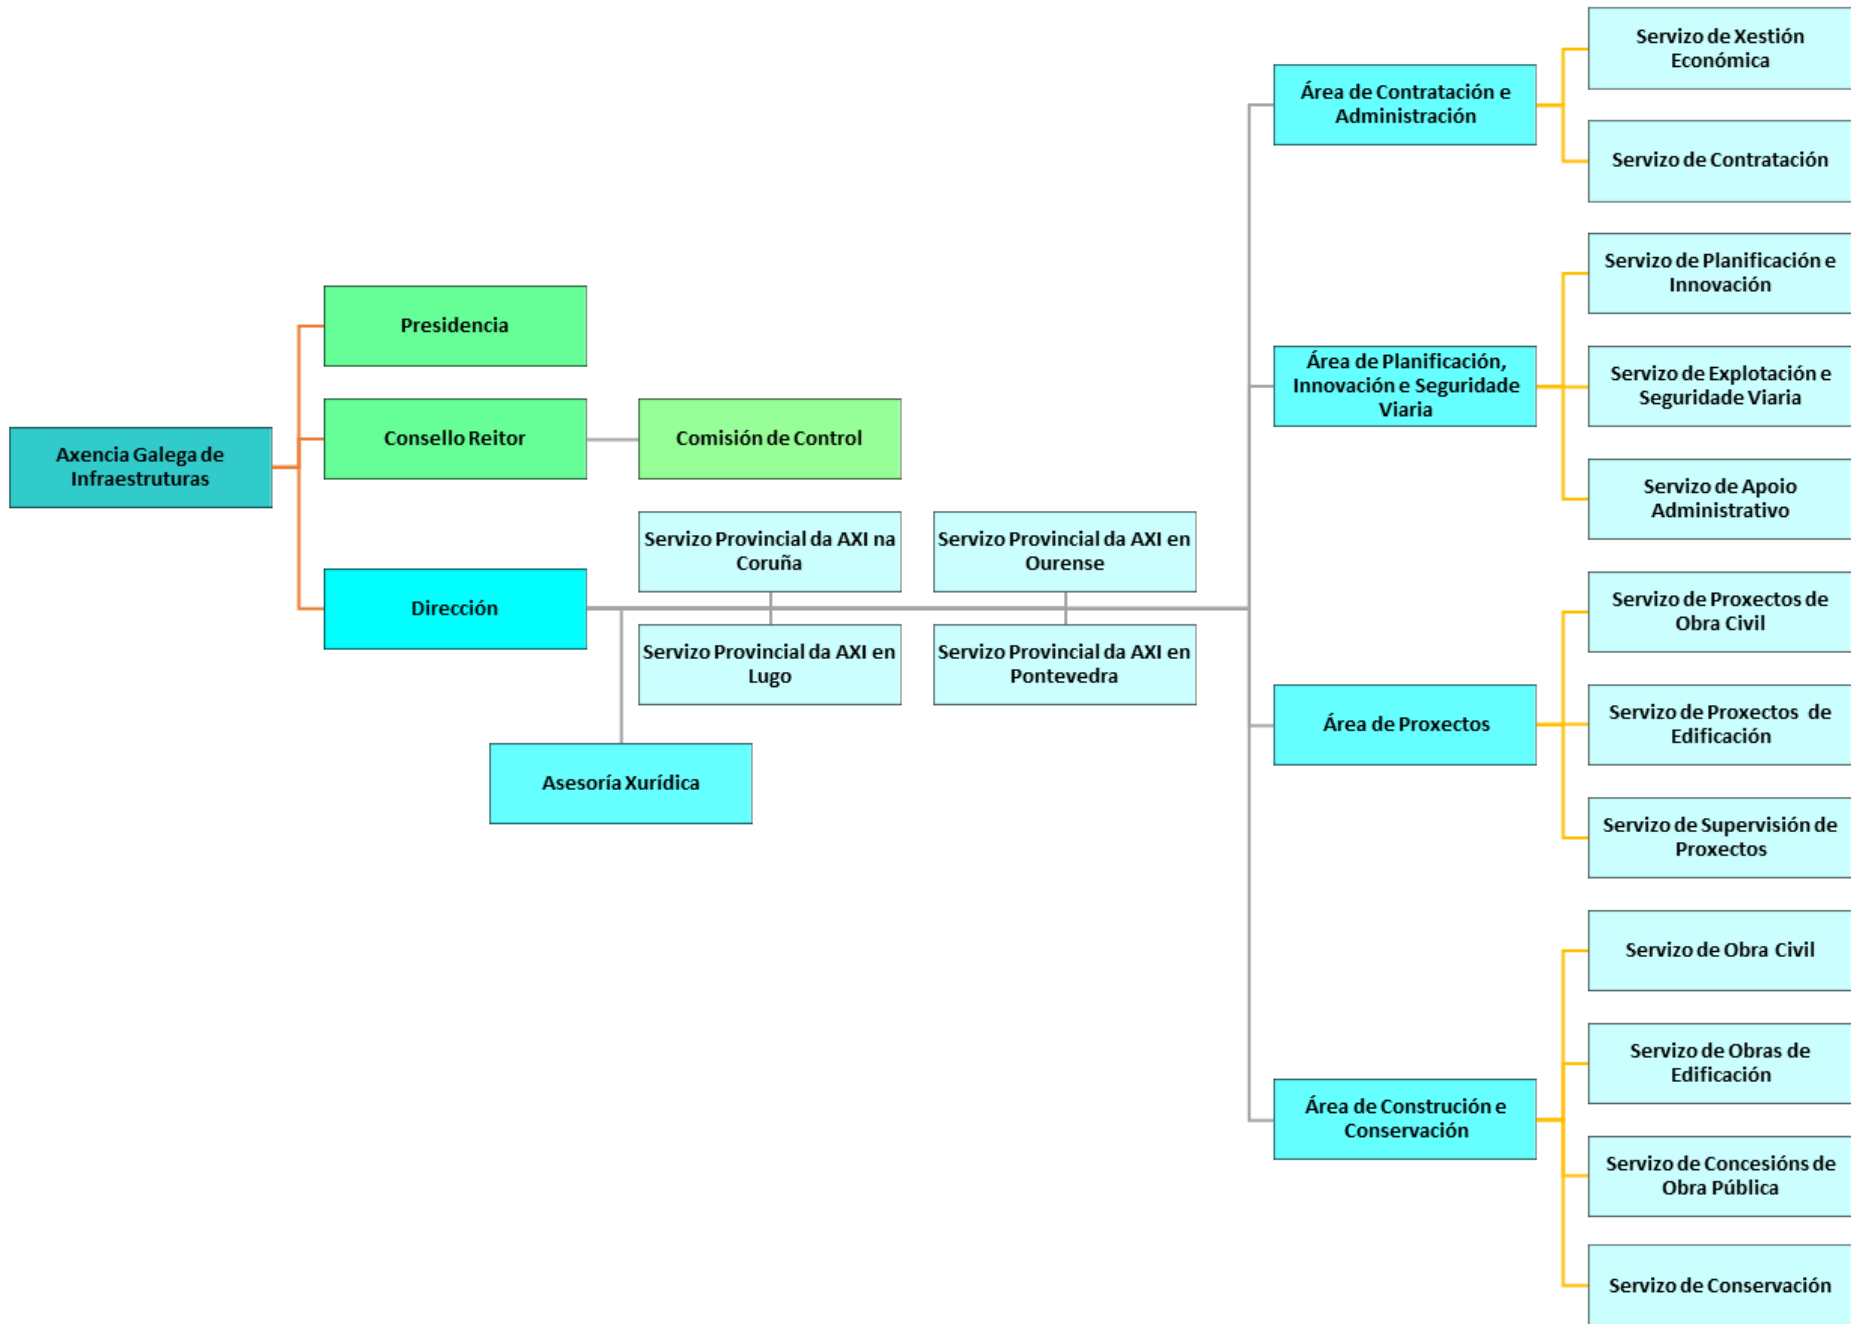 Axencia Galega de
Infraestruturas
Presidencia
Consello Reitor
Comisión de Control
Dirección
Servizo Provincial da AXI na
Coruña
Servizo Provincial da AXI en
Ourense
Servizo Provincial da AXI en
Lugo
Servizo Provincial da AXI en
Pontevedra
Asesoría Xurídica
Área de Contratación e
Administración
Servizo de Xestión
Económica
Servizo de Contratación
Área de Planificación,
Innovación e Seguridade
Viaria
Servizo de Planificación e
Innovación
Servizo de Explotación e
Seguridade Viaria
Servizo de Apoio
Administrativo
Área de Proxectos
Servizo de Proxectos de
Obra Civil
Servizo de Proxectos de
Edificación
Servizo de Supervisión de
Proxectos
Área de Construción e
Conservación
Servizo de Obra Civil
Servizo de Obras de
Edificación
Servizo de Concesións de
Obra Pública
Servizo de Conservación